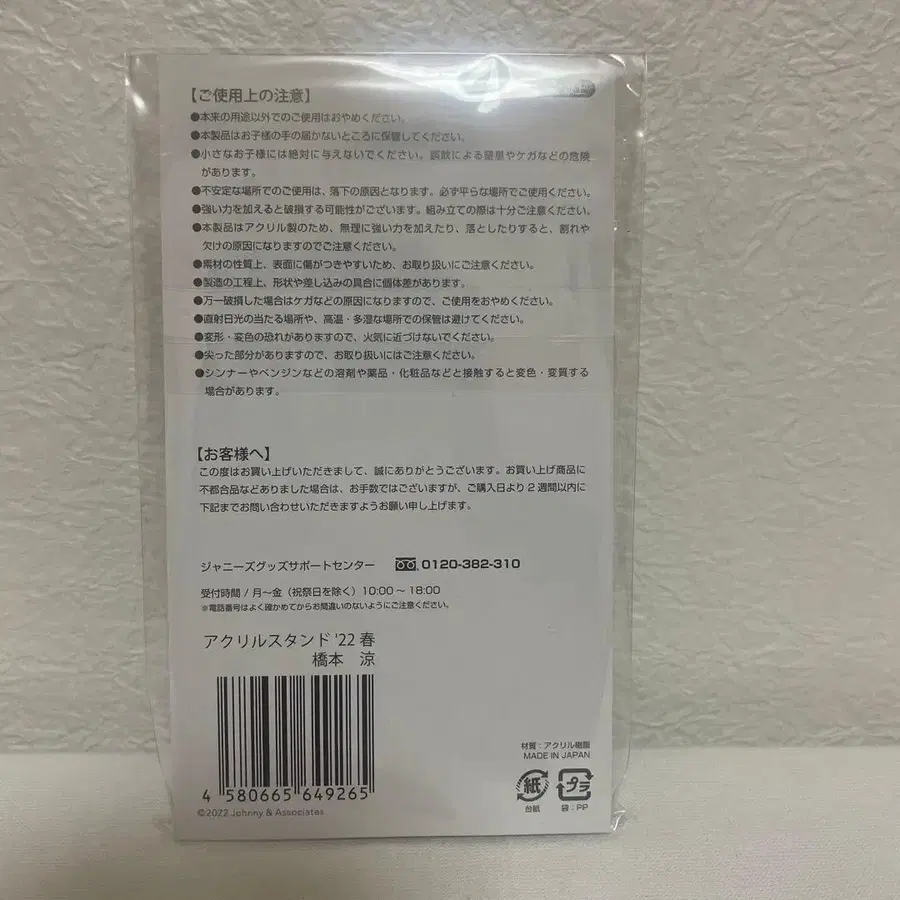 【ご使用上の注意】
●本来の用途以外でのご使用はおやめください。
●本製品はお子様の手の届かないところに保管してください。
●小さなお子様には絶対に与えないでください。誤飲による窒息やケガなどの危険
があります。
●不安定な場所でのご使用は、落下の原因となります。必ず平らな場所でご使用ください。
●強い力を加えると破損する可能性がございます。組み立ての際は十分ご注意ください。
●本製品はアクリル製のため、無理に強い力を加えたり、落としたりすると、割れや
欠けの原因になりますのでご注意ください。
●素材の性質上、表面に傷がつきやすいため、お取り扱いにご注意ください。
●製造の工程上、形状や差し込みの具合に個体差があります。
●万一破損した場合はケガなどの原因になりますので、ご使用をおやめください。
●直射日光の当たる場所や、高温・多湿な場所での保管は避けてください。
●変形・変色の恐れがありますので、火気に近づけないでください。
●尖った部分がありますので、お取り扱いにはご注意ください。
●シンナーやベンジンなどの溶剤や薬品・化粧品などと接触すると変色・変質する
場合があります。
【お客様へ】
この度はお買い上げいただきまして、誠にありがとうございます。お買い上げ商品に
不都合品などありました場合は、お手数ではございますが、ご購入日より2週間以内に
下記までお問い合わせいただきますようお願い申し上げます。
ジャニーズグッズサポートセンター 0120-382-310
受付時間 / 月〜金（祝祭日を除く）10:00 〜 18:00
※電話番号はよく確かめてからお間違いのないようにご注意ください。
アクリルスタンド '22 春
橋本 涼
4 580665 649265
©2022 Johnny & Associates
材質：アクリル樹脂
MADE IN JAPAN
紙 プラ
台紙 袋：PP